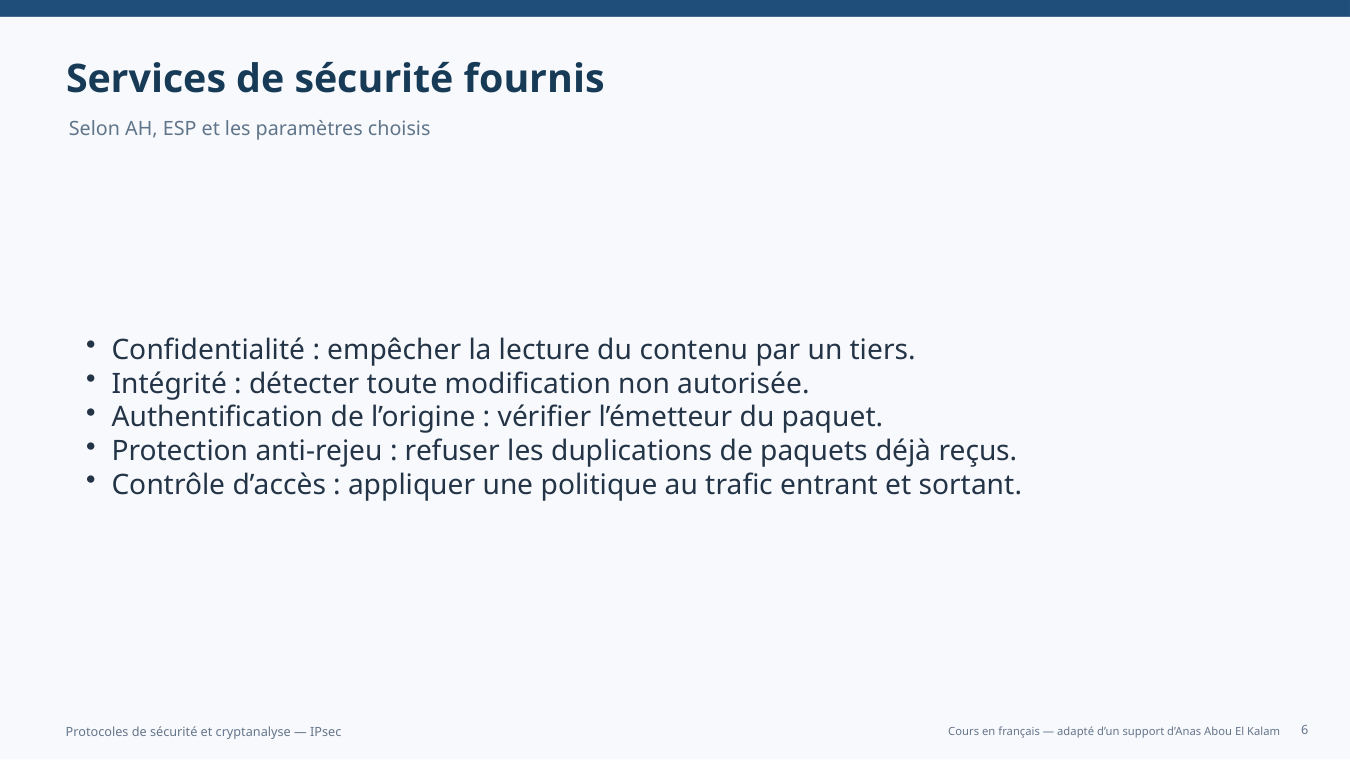 Services de sécurité fournis
Selon AH, ESP et les paramètres choisis
• Confidentialité : empêcher la lecture du contenu par un tiers.
• Intégrité : détecter toute modification non autorisée.
• Authentification de l’origine : vérifier l’émetteur du paquet.
• Protection anti-rejeu : refuser les duplications de paquets déjà reçus.
• Contrôle d’accès : appliquer une politique au trafic entrant et sortant.
Protocoles de sécurité et cryptanalyse — IPsec
Cours en français — adapté d’un support d’Anas Abou El Kalam 6